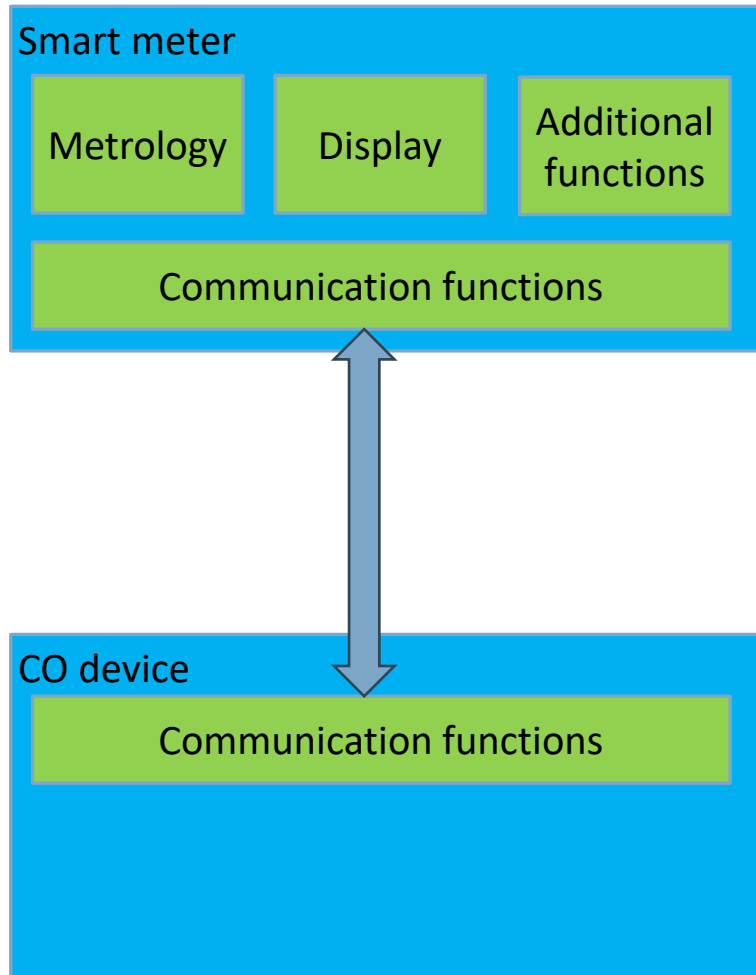 Smart meter
Metrology
Display
Additional
functions
Communication functions
CO device
Communication functions